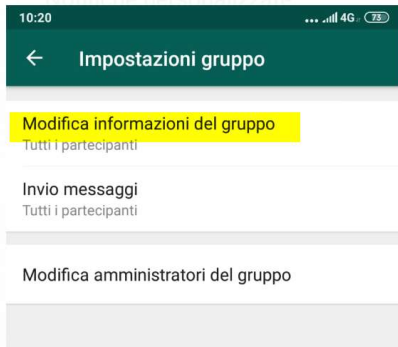 10:20 ... 4G 73
Impostazioni gruppo
Modifica informazioni del gruppo
Tutti i partecipanti
Invio messaggi
Tutti i partecipanti
Modifica amministratori del gruppo